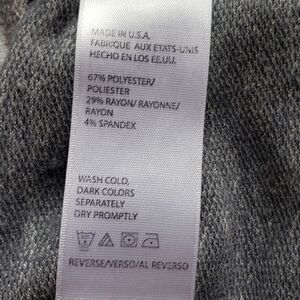 MADE IN U.S.A.
FABRIQUE AUX ETATS-UNIS
HECHO EN LOS EE.UU.
67% POLYESTER/
POLIESTER
29% RAYON/ RAYONNE/
RAYON
4% SPANDEX
WASH COLD,
DARK COLORS
SEPARATELY
DRY PROMPTLY
REVERSE/VERSO/AL REVERSO